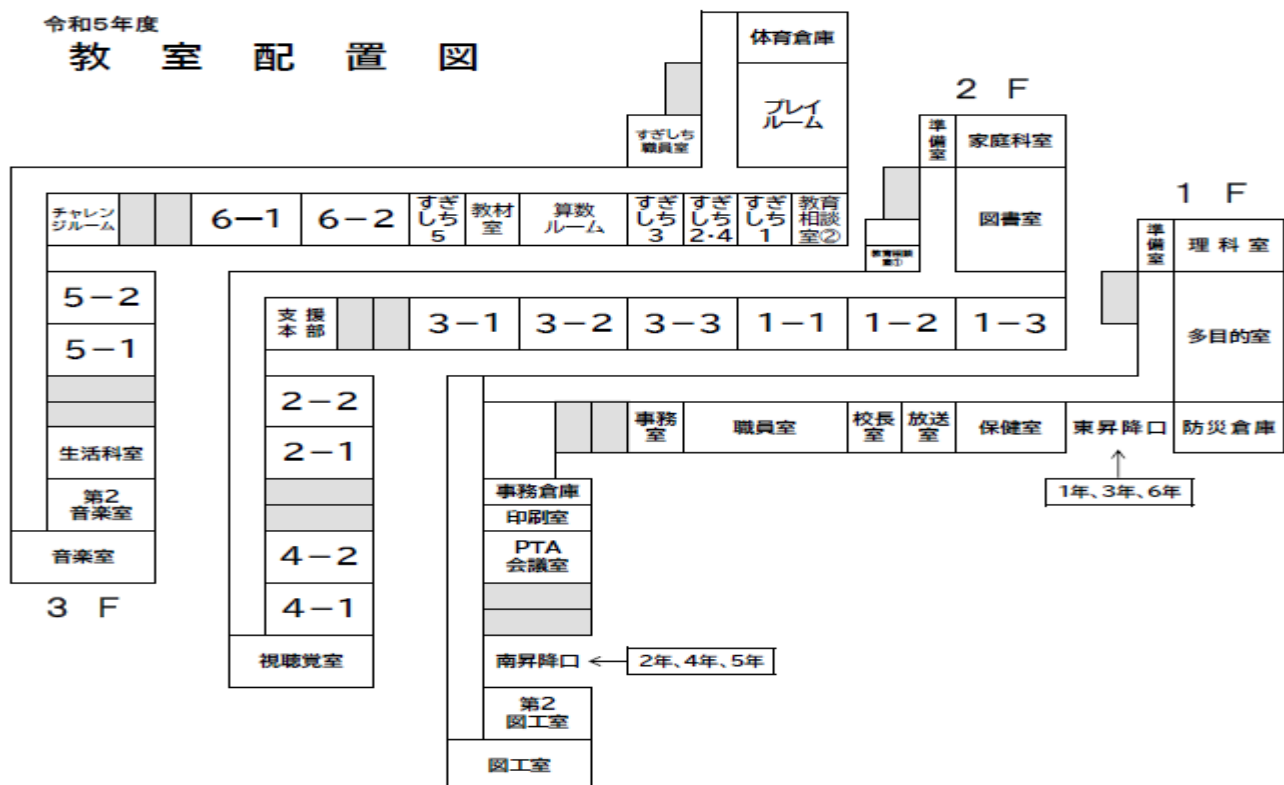 令和5年度
教室配置図
体育倉庫
プレイ
ルーム
すぎしち
職員室
チャレン
ジルーム
6－1
6－2
すぎ
しち
5
教材
室
算数
ルーム
すぎ
しち
3
すぎ
しち
2・4
すぎ
しち
1
教育
相談
室②
5－2
5－1
生活科室
第2
音楽室
音楽室
3 F
2 F
準
備
室
家庭科室
図書室
教育相談
室①
支援
本部
3－1
3－2
3－3
1－1
1－2
1－3
2－2
2－1
4－2
4－1
視聴覚室
1 F
準
備
室
理科室
多目的室
事務
室
職員室
校長
室
放送
室
保健室
東昇降口
防災倉庫
1年、3年、6年
事務倉庫
印刷室
PTA
会議室
南昇降口
2年、4年、5年
第2
図工室
図工室